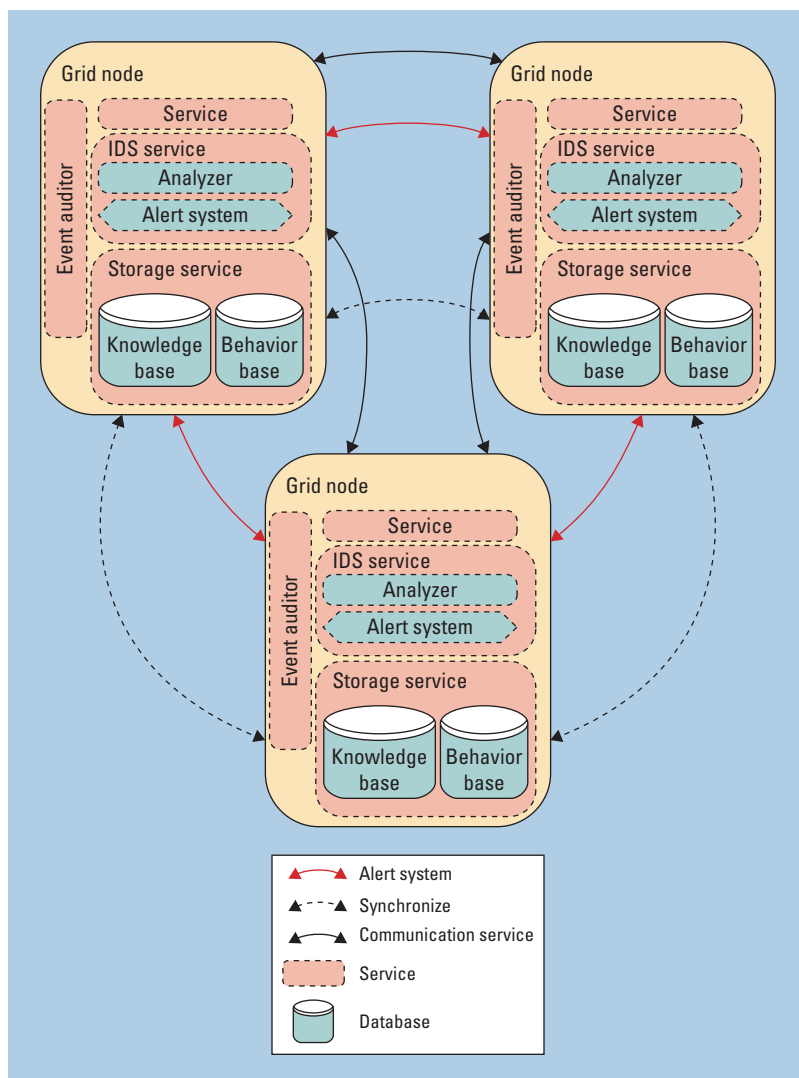 Grid node
Event auditor
Service
IDS service
Analyzer
Alert system
Storage service
Knowledge
base
Behavior
base
Grid node
Event auditor
Service
IDS service
Analyzer
Alert system
Storage service
Knowledge
base
Behavior
base
Grid node
Event auditor
Service
IDS service
Analyzer
Alert system
Storage service
Knowledge
base
Behavior
base
Alert system
Synchronize
Communication service
Service
Database